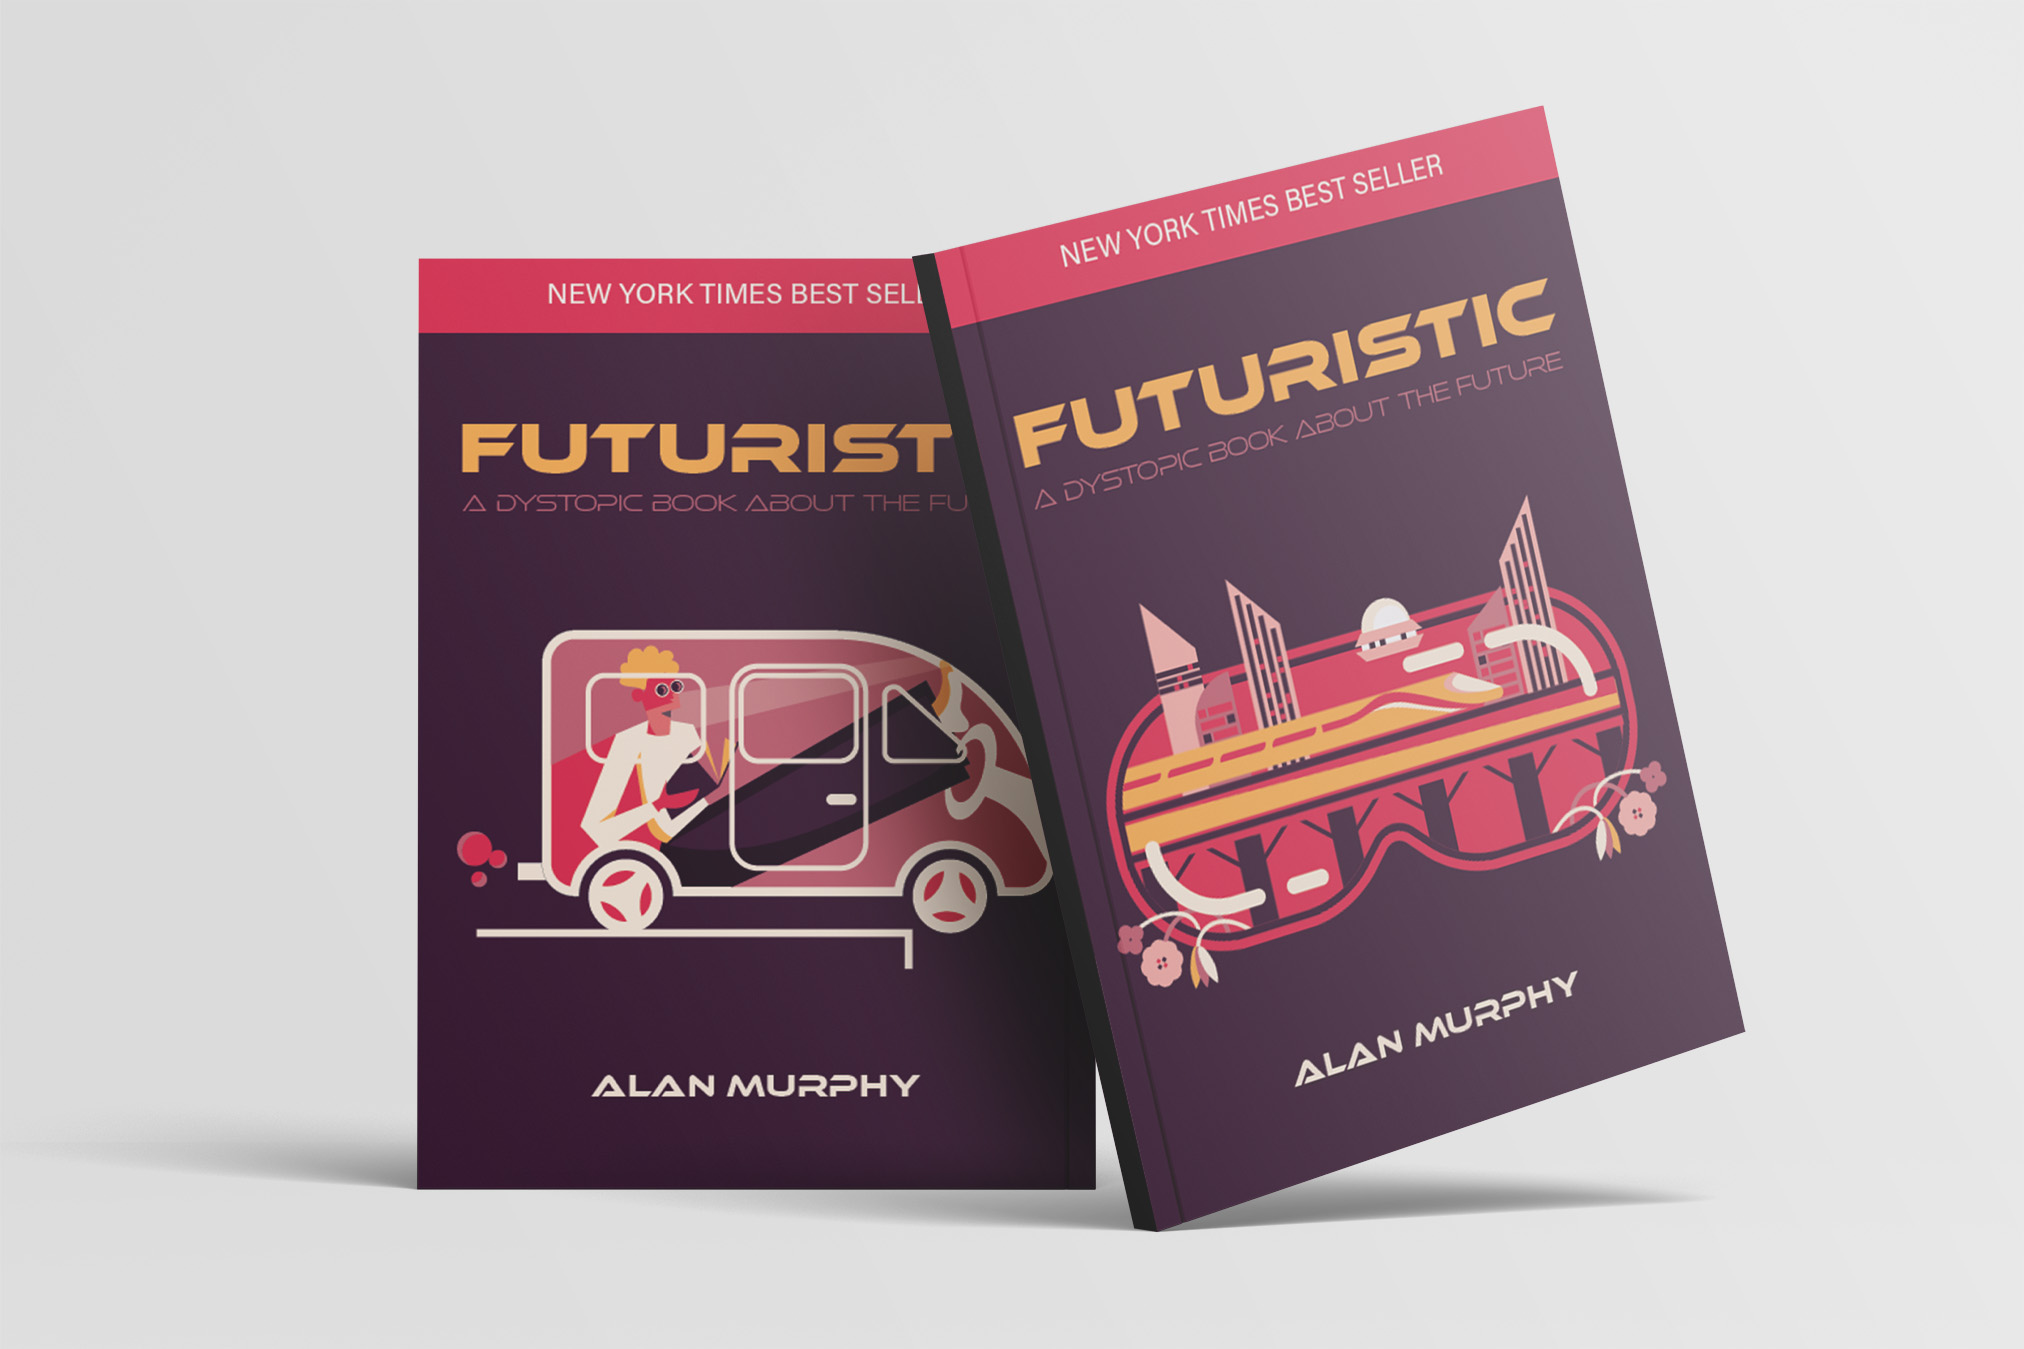 NEW YORK TIMES BEST SELL
FUTURIST
A DYSTOPIC BOOK ABOUT THE FU
ALAN MURPHY
NEW YORK TIMES BEST SELLER
FUTURISTIC
A DYSTOPIC BOOK ABOUT THE FUTURE
ALAN MURPHY